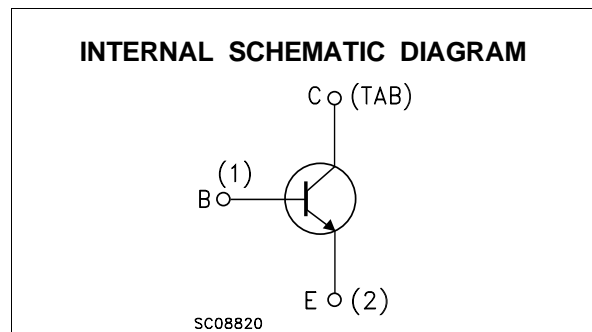 INTERNAL SCHEMATIC DIAGRAM
C (TAB)
(1)
B
E (2)
SC08820